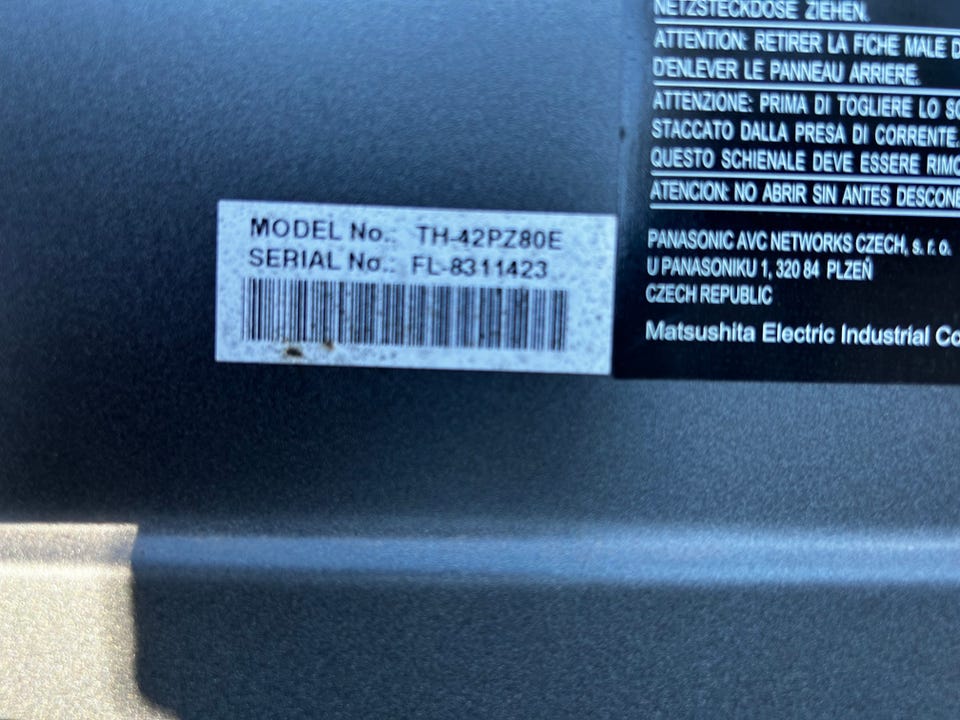 MODEL No.: TH-42PZ80E
SERIAL No.: FL-8311423
NETZSTECKDOSE ZIEHEN.
ATTENTION: RETIRER LA FICHE MALE
D'ENLEVER LE PANNEAU ARRIERE.
ATTENZIONE: PRIMA DI TOGLIERE LO
STACCATO DALLA PRESA DI CORRENTE.
QUESTO SCHIENALE DEVE ESSERE
ATENCION: NO ABRIR SIN ANTES
PANASONIC AVC NETWORKS CZECH, s. r.o.
U PANASONIKU 1, 320 84 PLZEŇ
CZECH REPUBLIC
Matsushita Electric Industrial